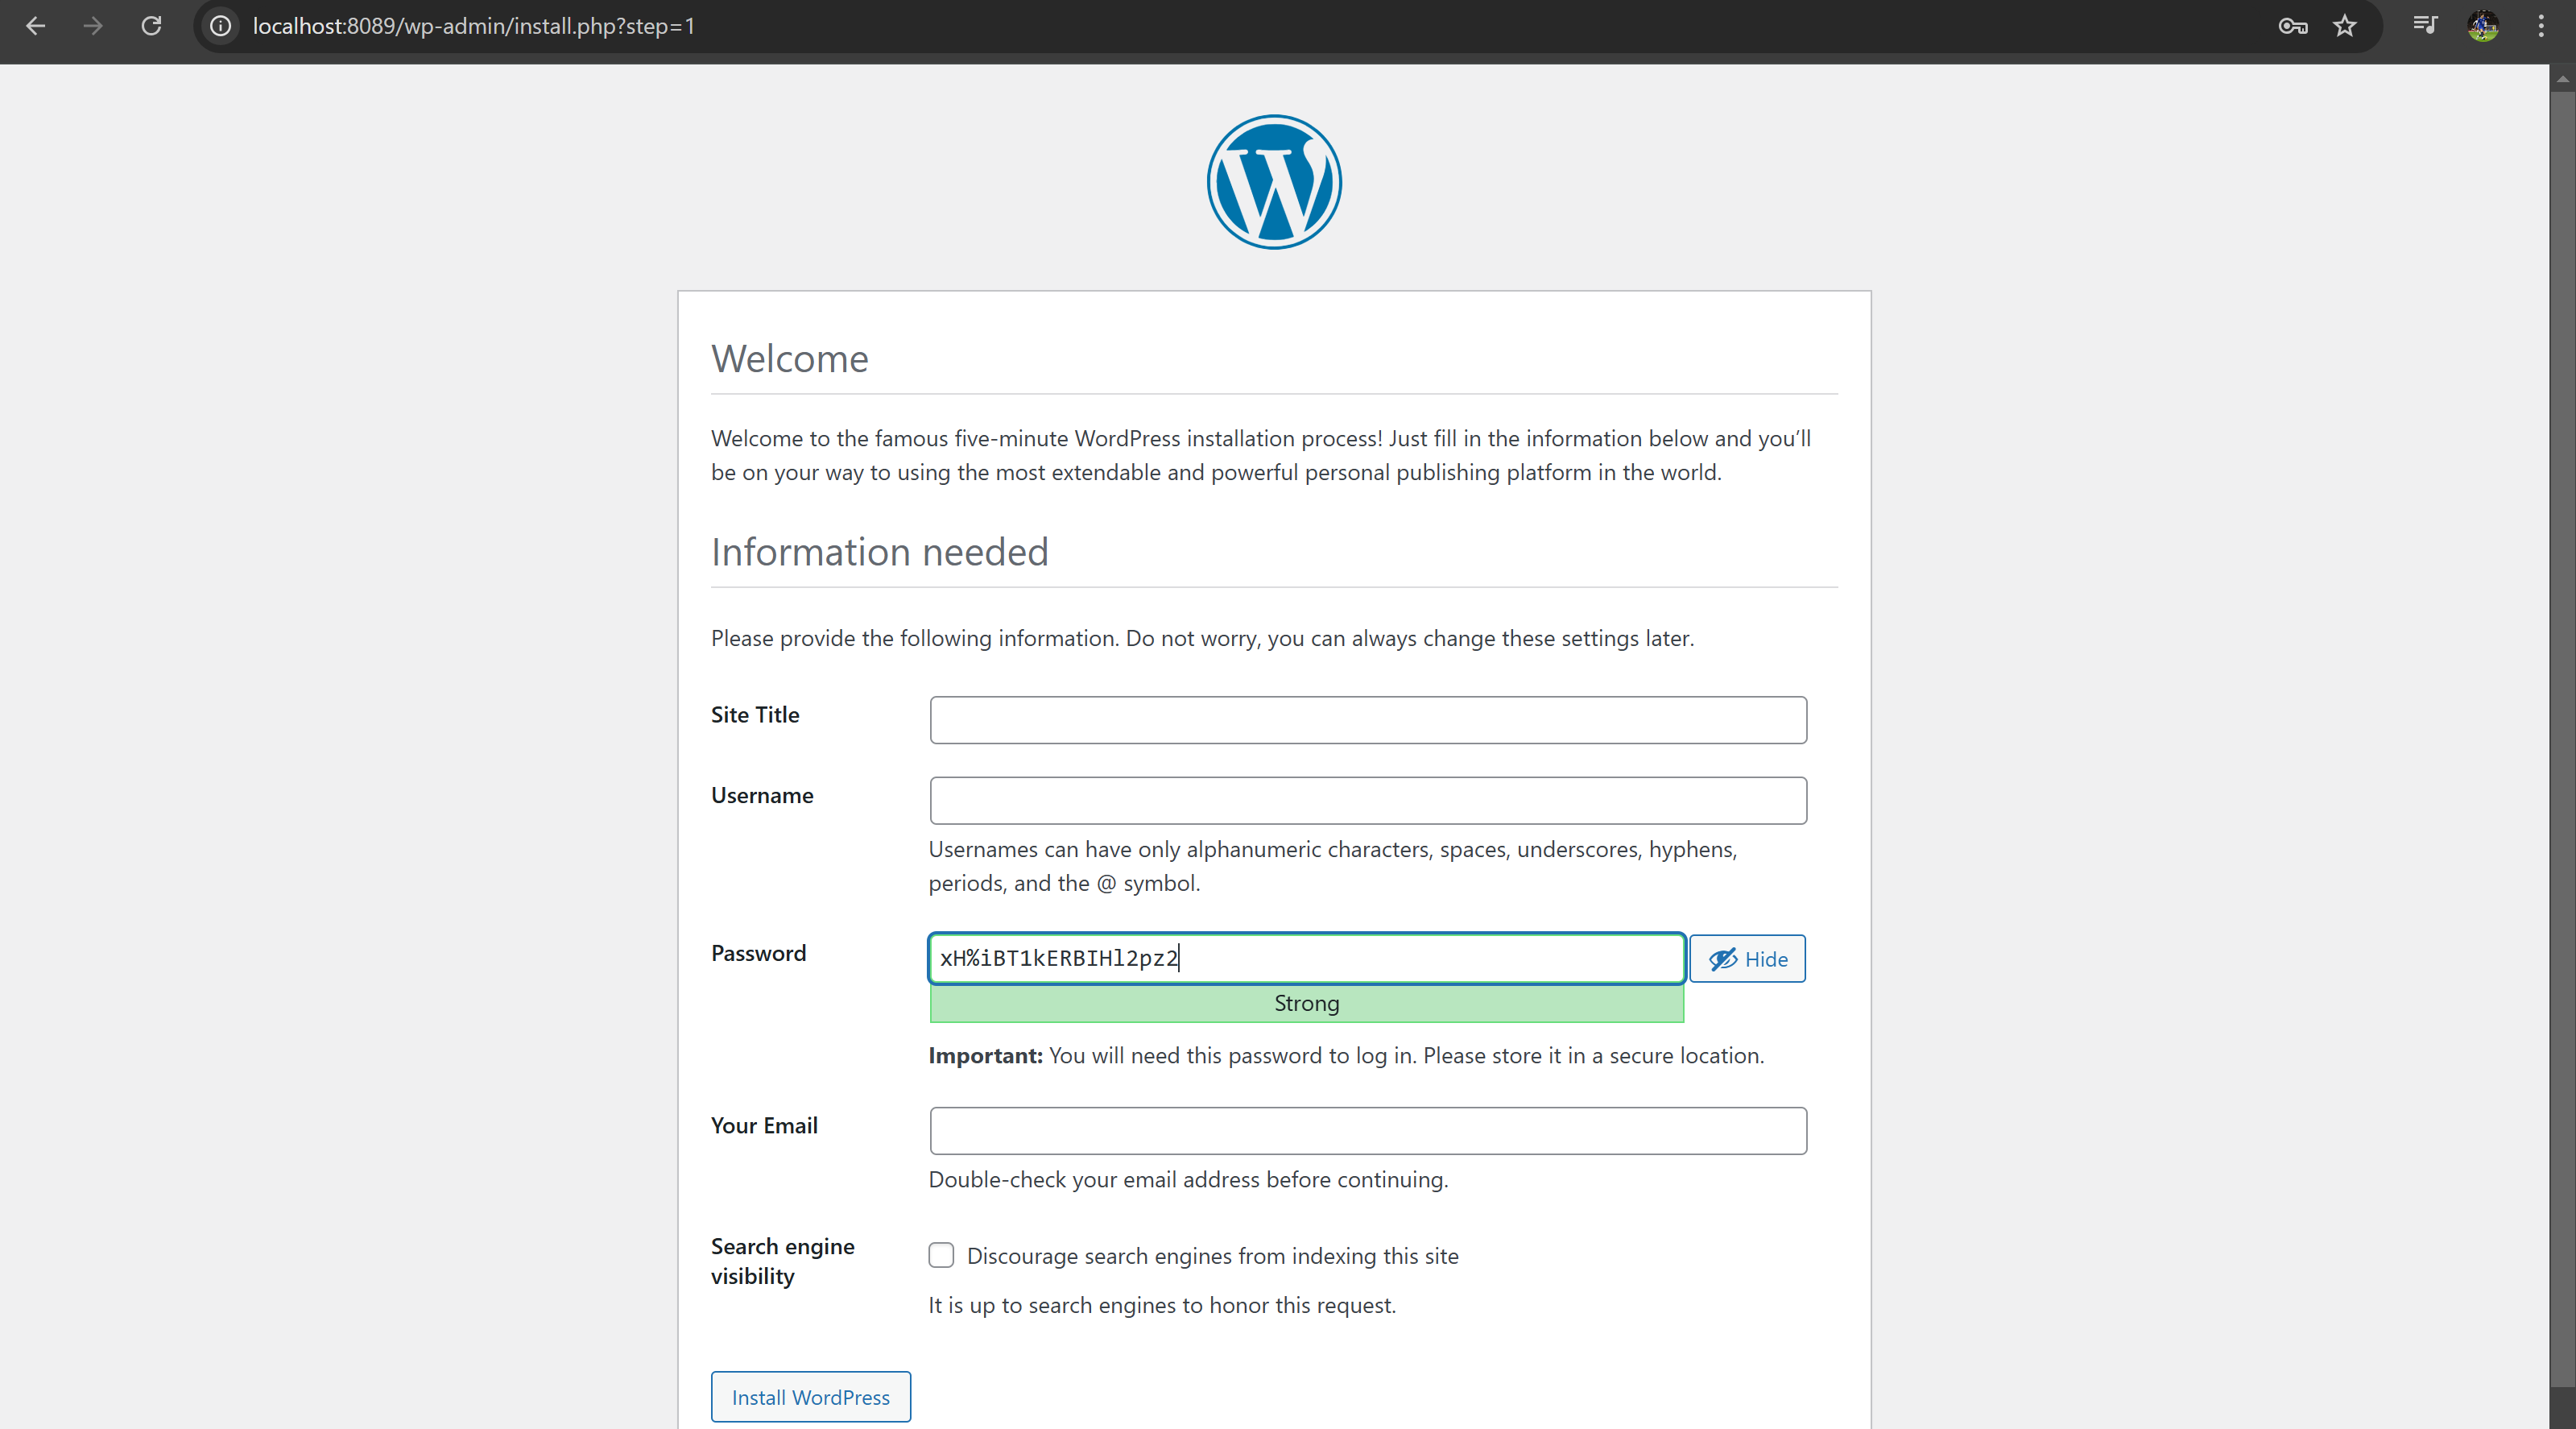 localhost:8089/wp-admin/install.php?step=1
Welcome
Welcome to the famous five-minute WordPress installation process! Just fill in the information below and you’ll
be on your way to using the most extendable and powerful personal publishing platform in the world.
Information needed
Please provide the following information. Do not worry, you can always change these settings later.
Site Title
Username
Usernames can have only alphanumeric characters, spaces, underscores, hyphens,
periods, and the @ symbol.
Password
xH%iBT1kERBIHl2pz2
Hide
Strong
Important: You will need this password to log in. Please store it in a secure location.
Your Email
Double-check your email address before continuing.
Search engine
visibility
Discourage search engines from indexing this site
It is up to search engines to honor this request.
Install WordPress